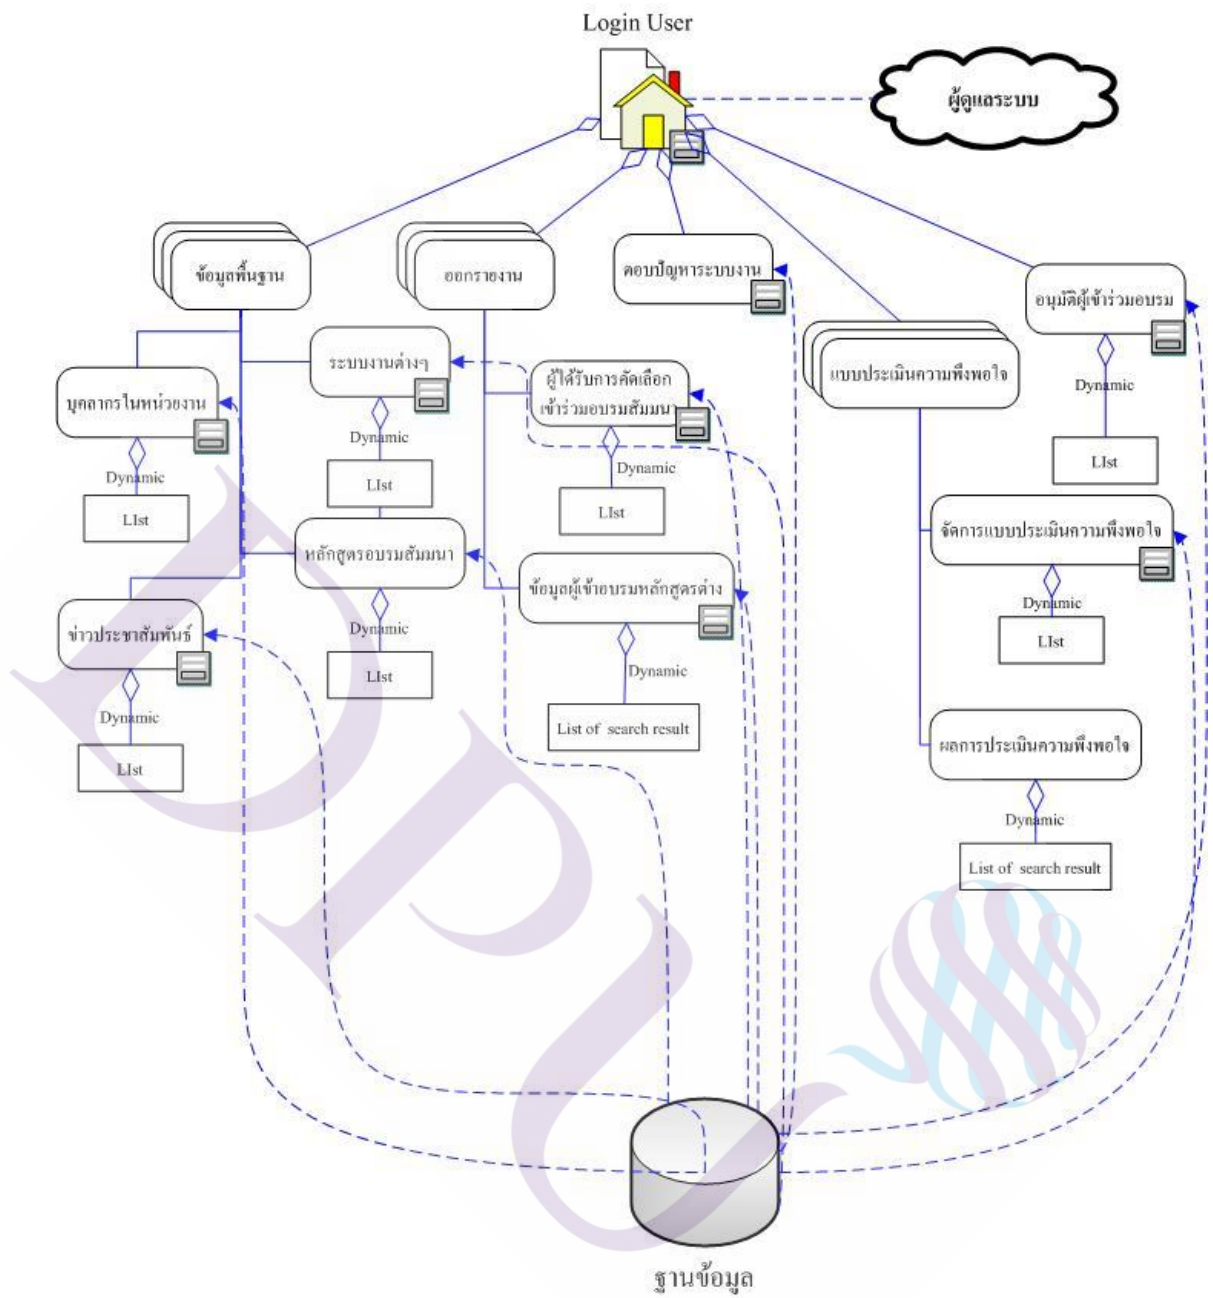 Login User
ผู้ดูแลระบบ
ข้อมูลพื้นฐาน
ออกรายงาน
ตอบปัญหาระบบงาน
อนุมัติผู้เข้าร่วมอบรม
แบบประเมินความพึงพอใจ
บุคลากรในหน่วยงาน
ระบบงานต่างๆ
ผู้ได้รับการคัดเลือก
เข้าร่วมอบรมสัมมนา
Dynamic
Dynamic
Dynamic
Dynamic
LIst
LIst
LIst
LIst
หลักสูตรอบรมสัมมนา
จัดการแบบประเมินความพึงพอใจ
ข่าวประชาสัมพันธ์
ข้อมูลผู้เข้าอบรมหลักสูตรต่าง
Dynamic
Dynamic
Dynamic
Dynamic
LIst
LIst
LIst
List of search result
ผลการประเมินความพึงพอใจ
Dynamic
List of search result
DPU
ฐานข้อมูล